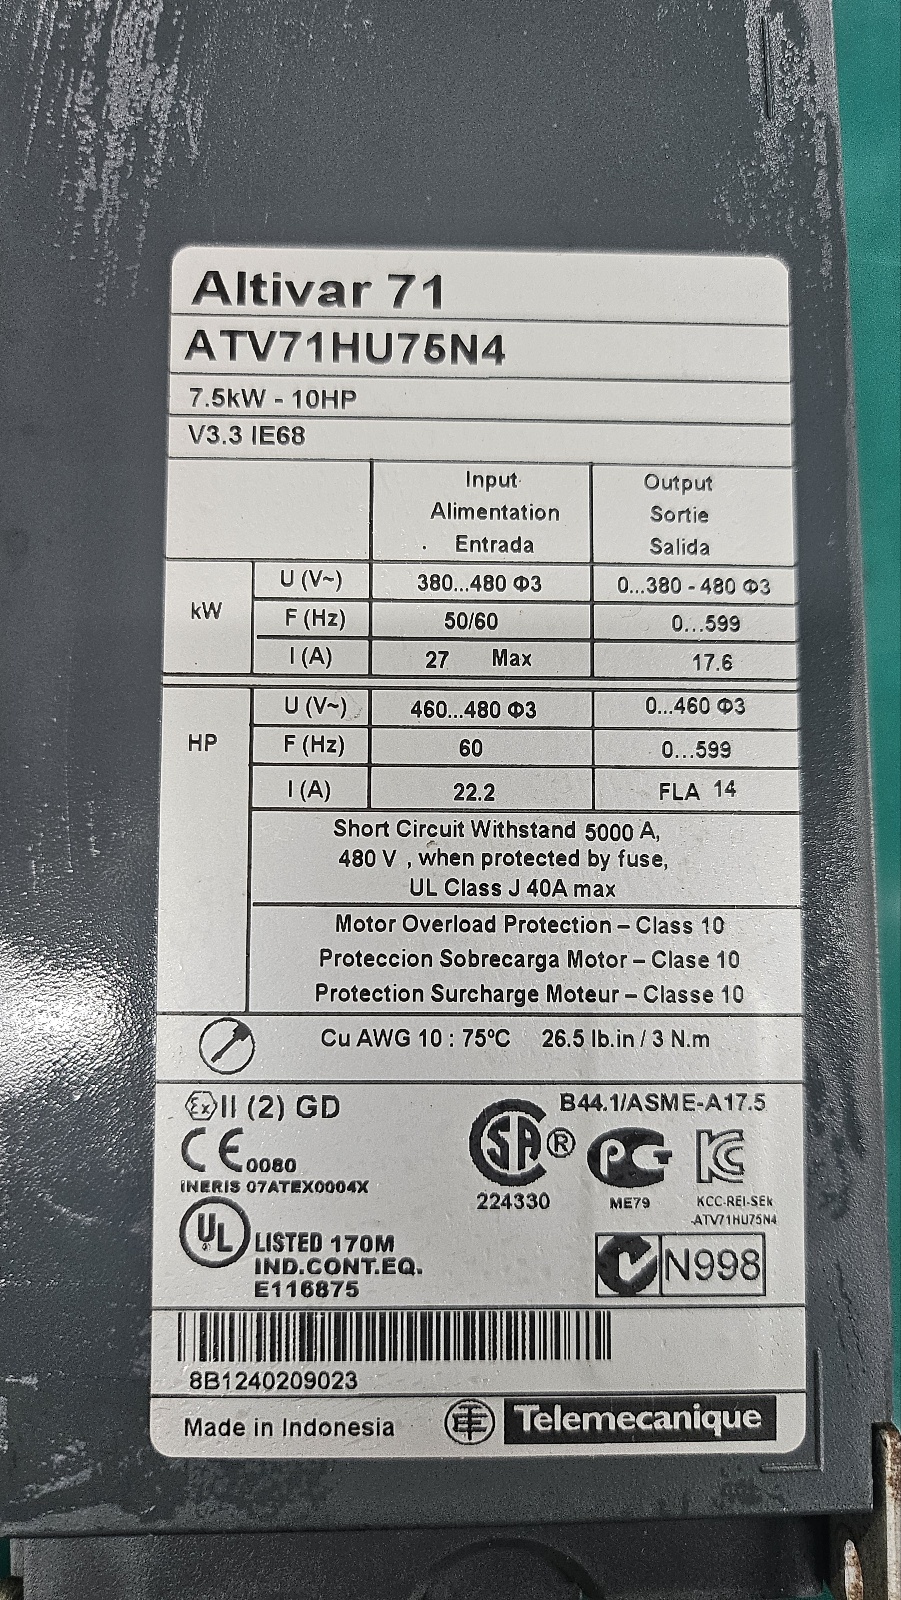 Altivar 71
ATV71HU75N4
7.5kW - 10HP
V3.3 IE68
Input Output
Alimentation Sortie
Entrada Salida
kW
U (V~) 380...480 Φ3 0...380 - 480 Φ3
F (Hz) 50/60 0...599
I (A) 27 Max 17.6
HP
U (V~) 460...480 Φ3 0...460 Φ3
F (Hz) 60 0...599
I (A) 22.2 FLA 14
Short Circuit Withstand 5000 A,
480 V , when protected by fuse,
UL Class J 40A max
Motor Overload Protection – Class 10
Proteccion Sobrecarga Motor – Clase 10
Protection Surcharge Moteur – Classe 10
Cu AWG 10 : 75°C 26.5 lb.in / 3 N.m
Ex II (2) GD
CE 0080
INERIS 07ATEX0004X
UL LISTED 170M
IND.CONT.EQ.
E116875
B44.1/ASME-A17.5
SA ®
224330
PC
ME79
KC
KCC-REI-SEk
-ATV71HU75N4
N998
8B1240209023
Made in Indonesia
Telemecanique